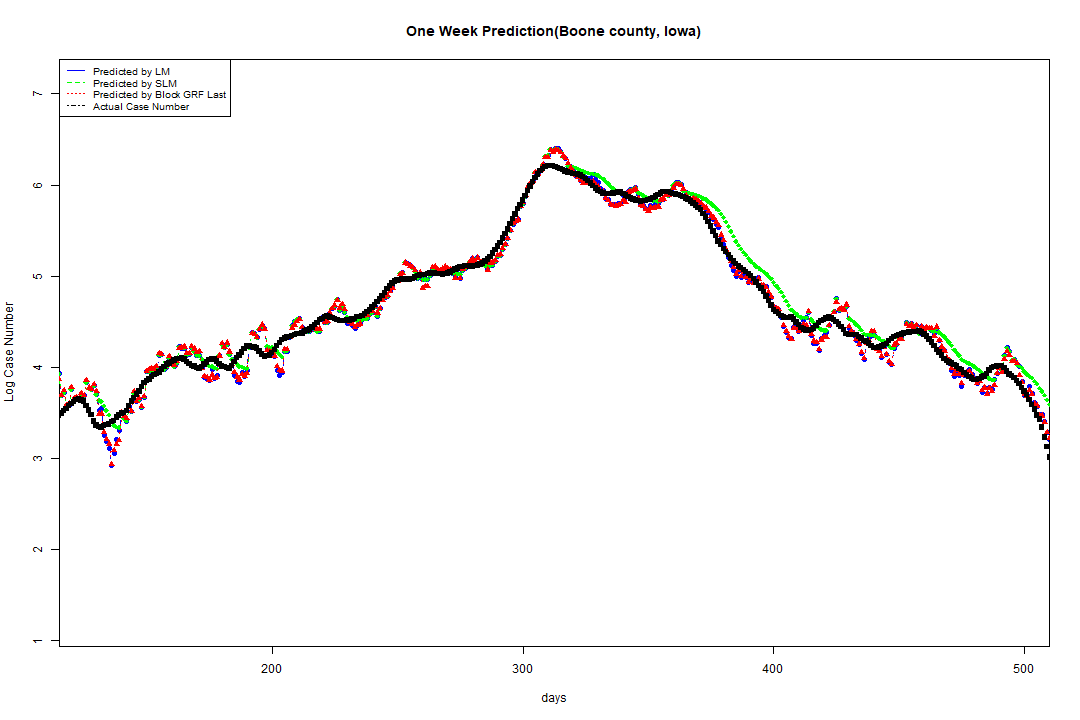 One Week Prediction(Boone county, Iowa)
Predicted by LM
Predicted by SLM
Predicted by Block GRF Last
Actual Case Number
7
6
5
4
3
2
1
Log Case Number
200
300
400
500
days